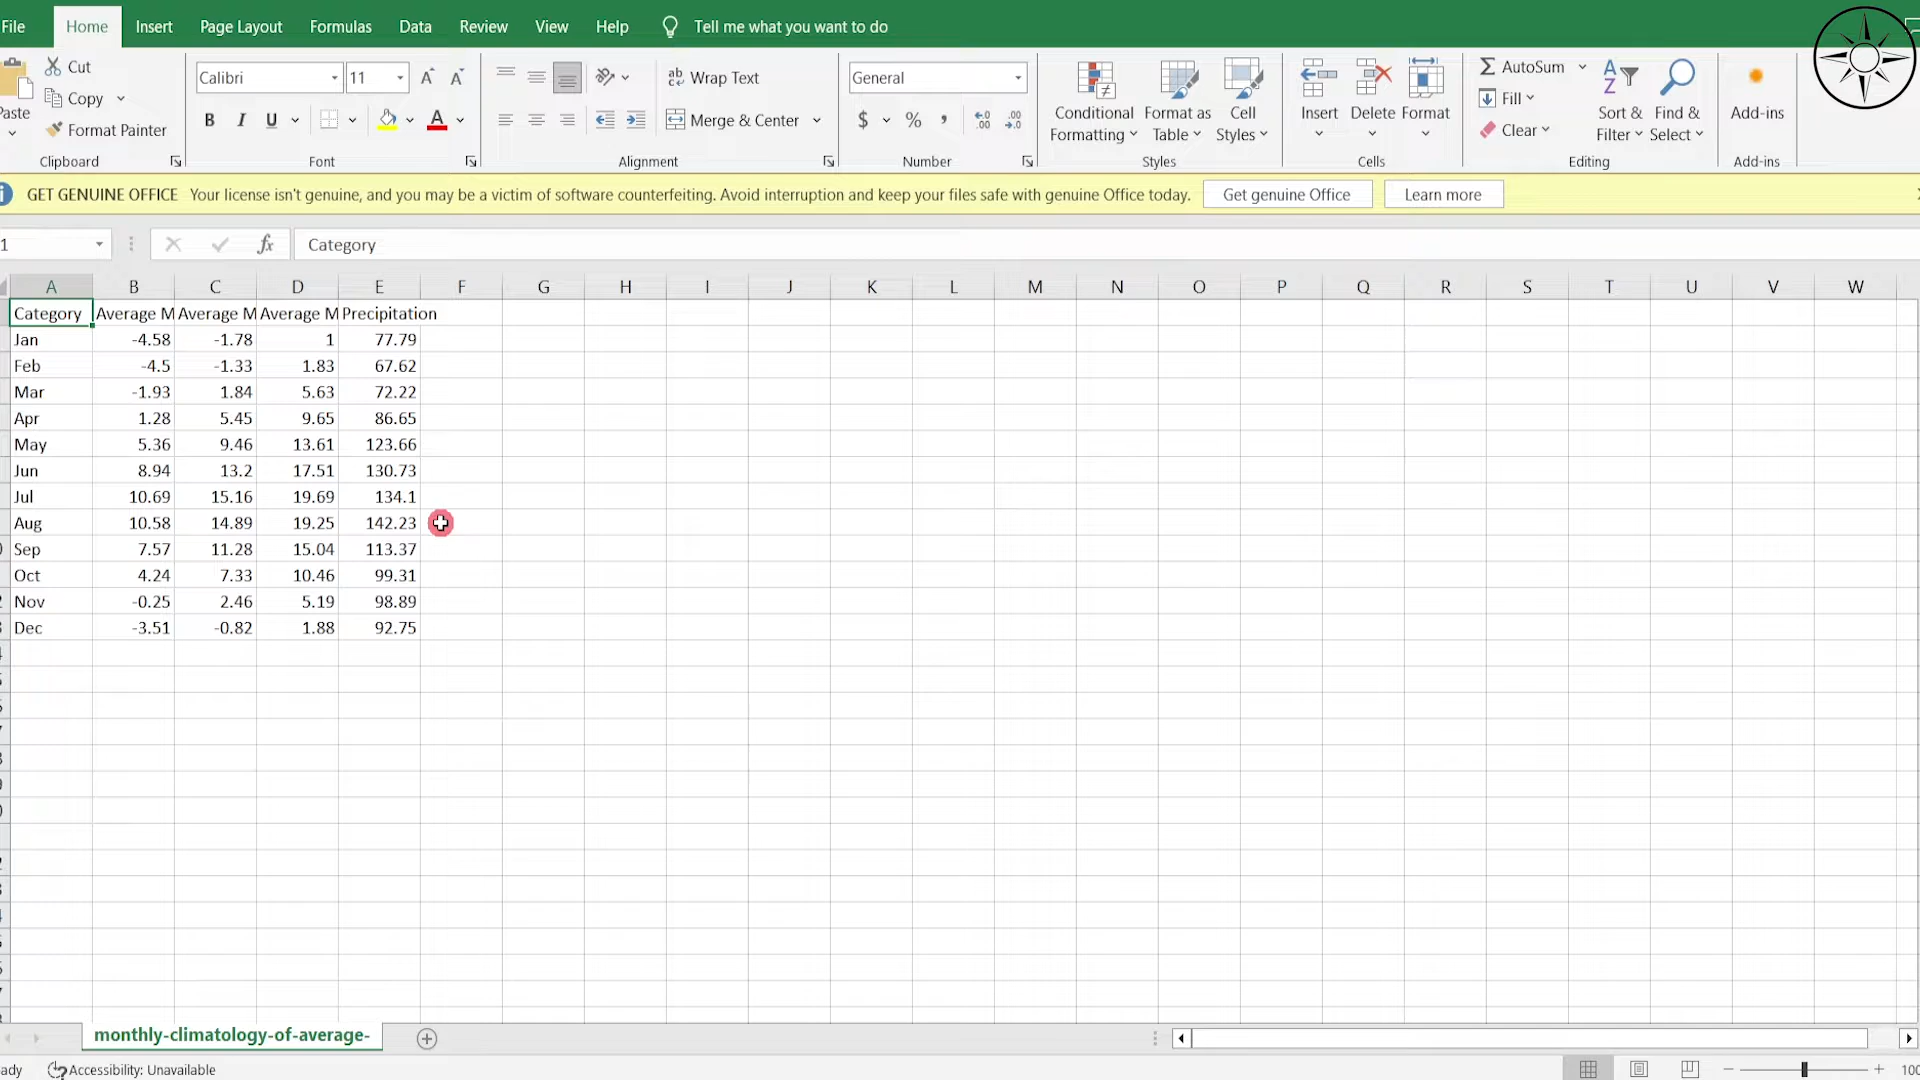 File Home Insert Page Layout Formulas Data Review View Help Tell me what you want to do
Paste Cut Copy Format Painter Clipboard
Calibri 11 A A B I U A Font
ab Wrap Text Merge & Center Alignment
General $ % , Number
Conditional Formatting Format as Table Cell Styles Styles
Insert Delete Format Cells
Σ AutoSum Fill Clear Sort & Filter Find & Select Editing
Add-ins Add-ins
GET GENUINE OFFICE Your license isn't genuine, and you may be a victim of software counterfeiting. Avoid interruption and keep your files safe with genuine Office today. Get genuine Office Learn more
1 fx Category
A B C D E F G H I J K L M N O P Q R S T U V W
Category Average M Average M Average M Precipitation
Jan -4.58 -1.78 1 77.79
Feb -4.5 -1.33 1.83 67.62
Mar -1.93 1.84 5.63 72.22
Apr 1.28 5.45 9.65 86.65
May 5.36 9.46 13.61 123.66
Jun 8.94 13.2 17.51 130.73
Jul 10.69 15.16 19.69 134.1
Aug 10.58 14.89 19.25 142.23
Sep 7.57 11.28 15.04 113.37
Oct 4.24 7.33 10.46 99.31
Nov -0.25 2.46 5.19 98.89
Dec -3.51 -0.82 1.88 92.75
monthly-climatology-of-average-
ady Accessibility: Unavailable 100